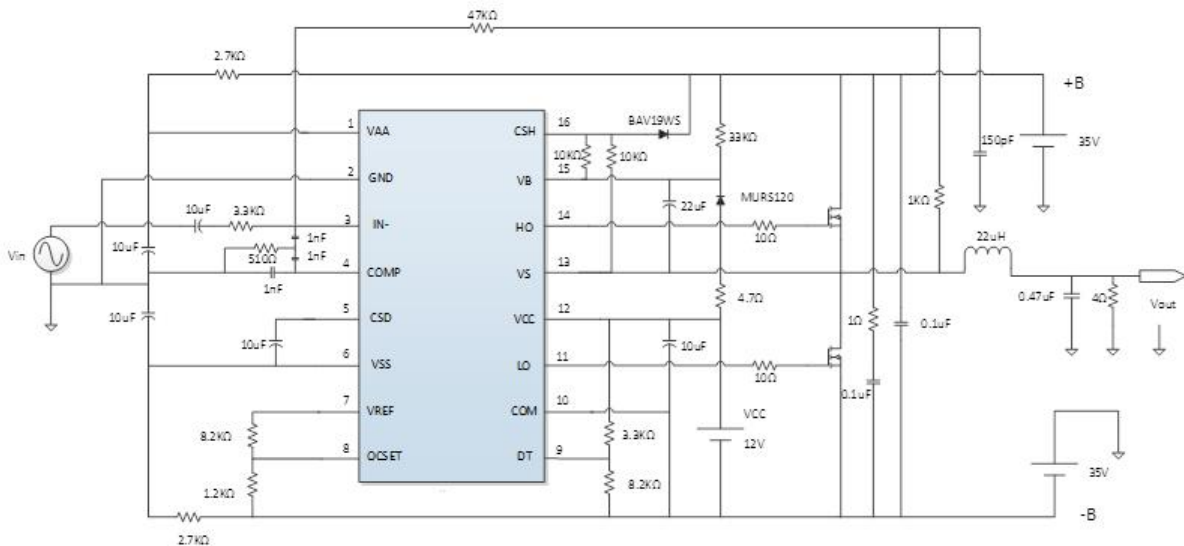 47KΩ
2.7KΩ
+B
1 VAA
CSH 16
BAV19WS
33KΩ
150pF
35V
10KΩ
10KΩ
2 GND
VB 15
MURS120
1KΩ
10uF
3.3KΩ
3 IN-
HO 14
22uF
10Ω
Vin
10uF
1nF
510Ω
1nF
22uH
4 COMP
VS 13
1nF
4.7Ω
0.47uF
4Ω
Vout
10uF
5 CSD
VCC 12
1Ω
0.1uF
10uF
10uF
6 VSS
LO 11
10Ω
0.1uF
7 VREF
COM 10
VCC
12V
8.2KΩ
3.3KΩ
8 OCSET
DT 9
35V
1.2KΩ
8.2KΩ
-B
2.7KΩ